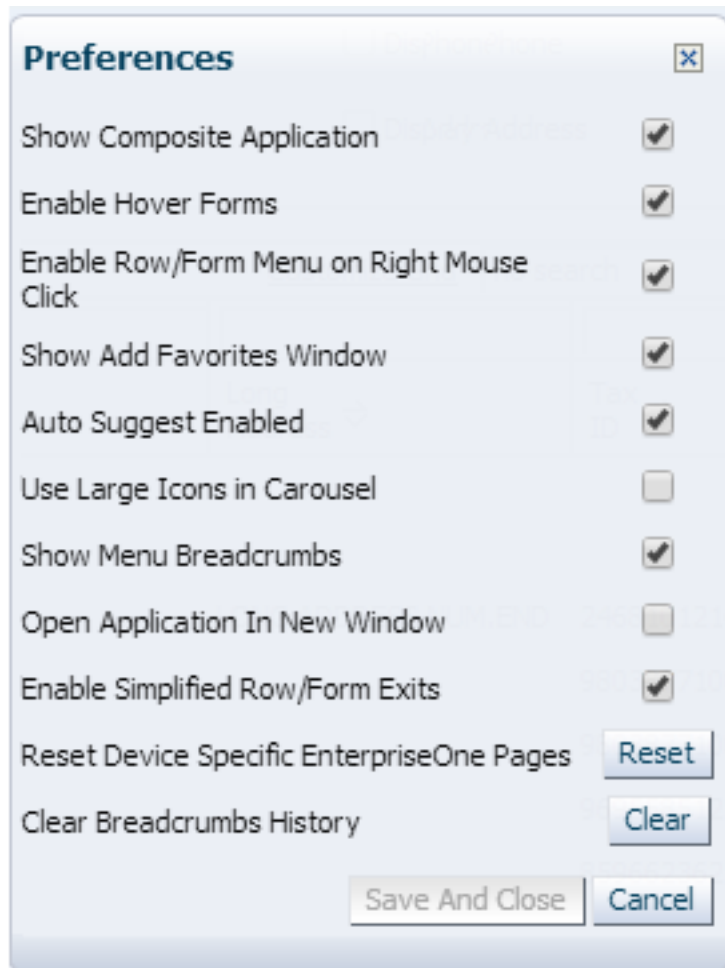 Preferences
Show Composite Application
Enable Hover Forms
Enable Row/Form Menu on Right Mouse
Click
Show Add Favorites Window
Auto Suggest Enabled
Use Large Icons in Carousel
Show Menu Breadcrumbs
Open Application In New Window
Enable Simplified Row/Form Exits
Reset Device Specific EnterpriseOne Pages Reset
Clear Breadcrumbs History Clear
Save And Close Cancel